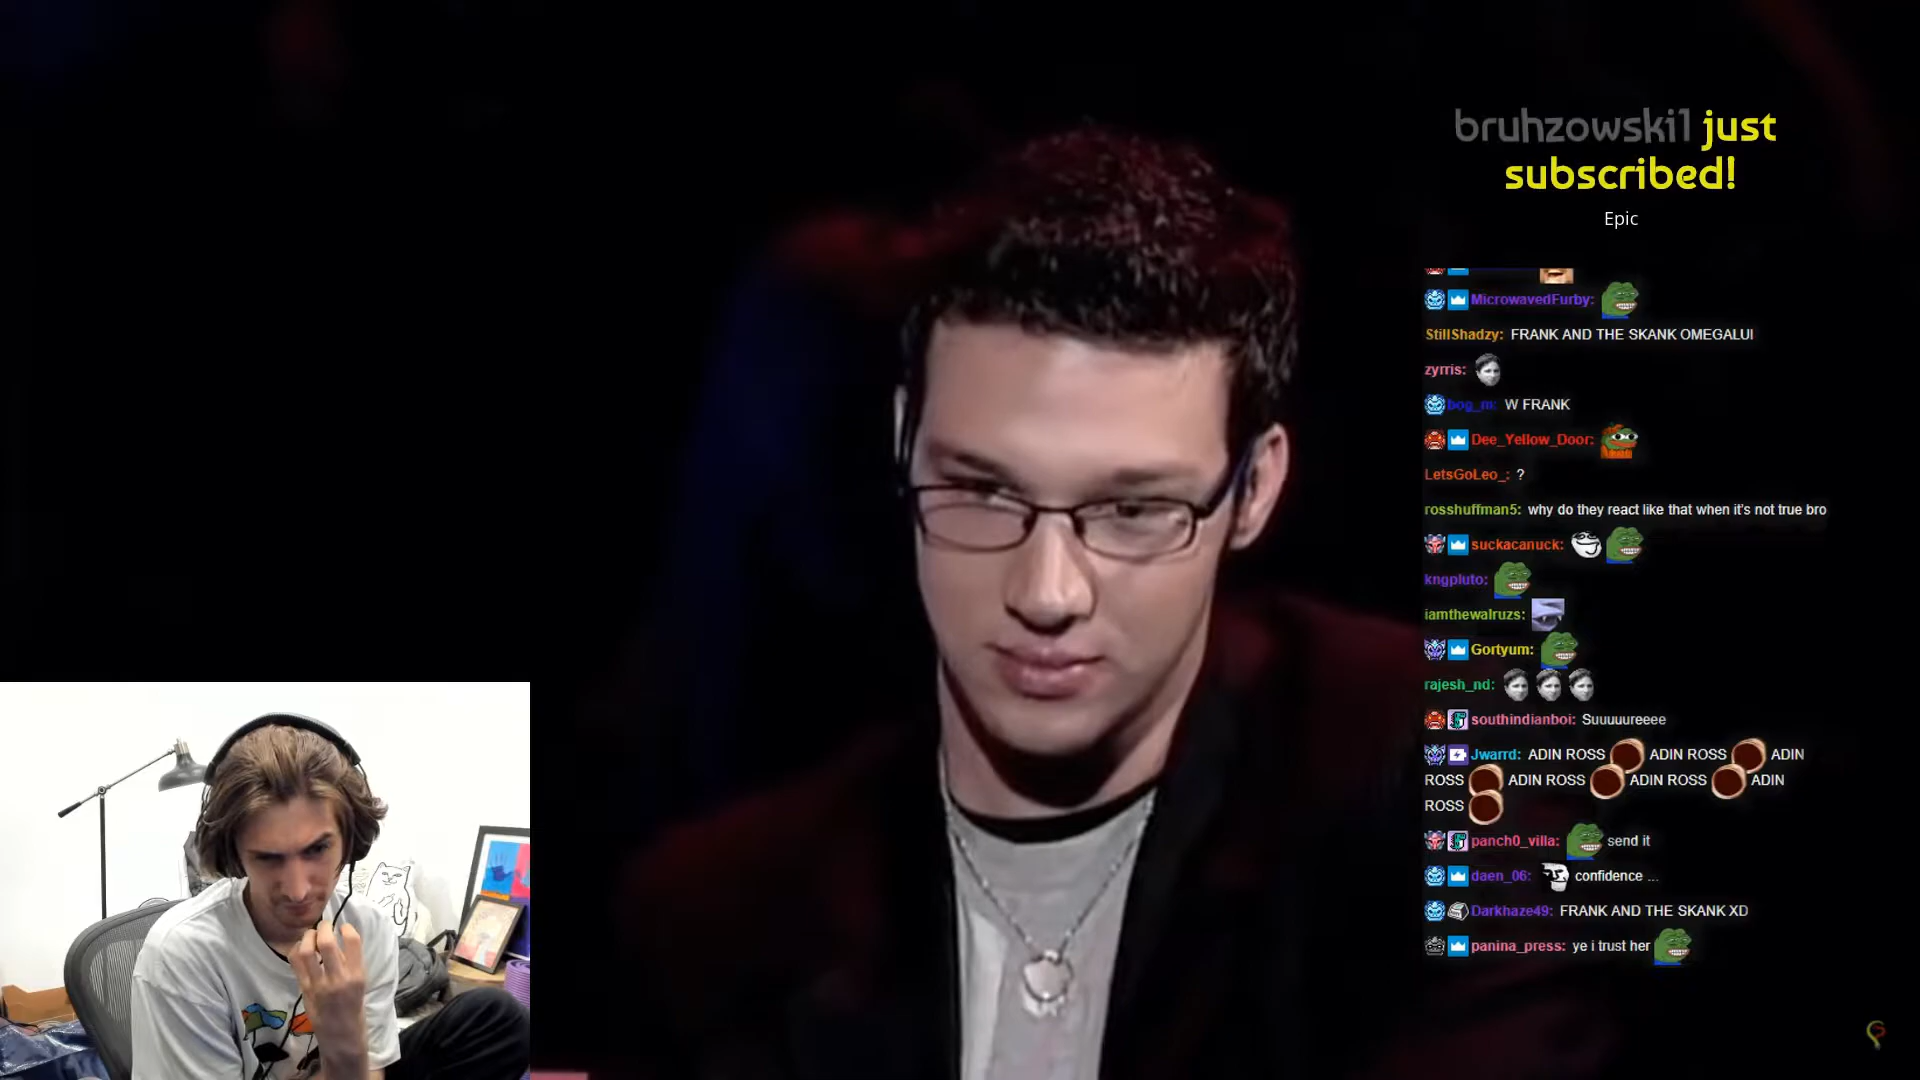 bruhzowski1 just
subscribed!
Epic
MicrowavedFurby:
StillShadzy: FRANK AND THE SKANK OMEGALUl
zyrris:
bog_m: W FRANK
Dee_Yellow_Door:
LetsGoLeo_: ?
rosshuffman5: why do they react like that when it's not true bro
suckacanuck:
kngpluto:
iamthewalruzs:
Gortyum:
rajesh_nd:
southindianboi: Suuuuureeee
Jwarrd: ADIN ROSS ADIN ROSS ADIN
ROSS ADIN ROSS ADIN ROSS ADIN
ROSS
panch0_villa: send it
daen_06: confidence ...
Darkhaze49: FRANK AND THE SKANK XD
panina_press: ye i trust her